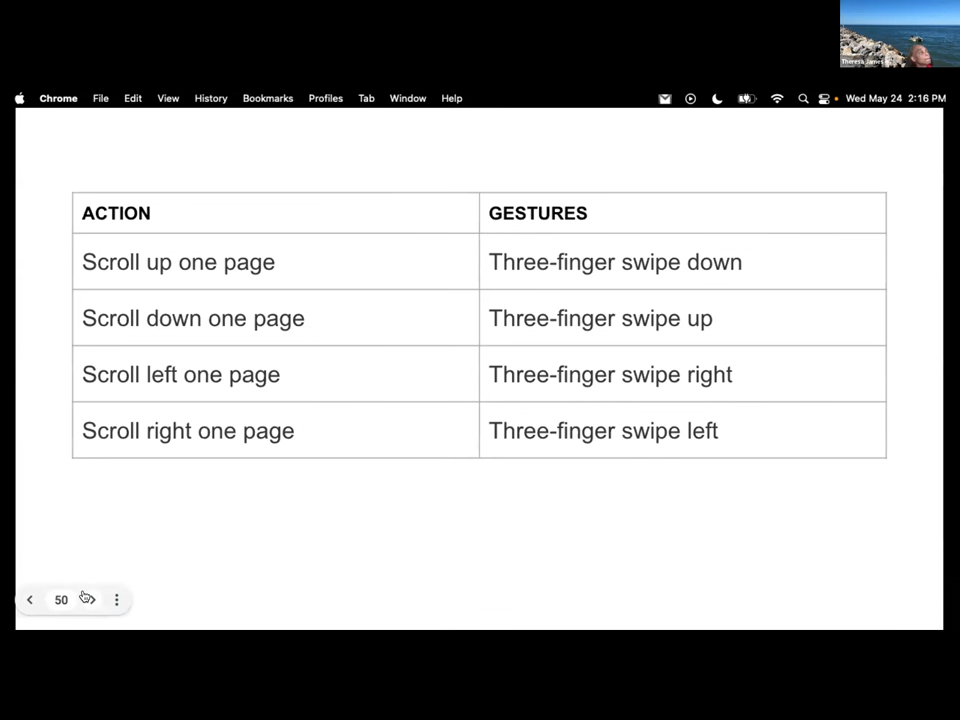 Theresa James
Chrome File Edit View History Bookmarks Profiles Tab Window Help Wed May 24 2:16 PM
ACTION GESTURES
Scroll up one page Three-finger swipe down
Scroll down one page Three-finger swipe up
Scroll left one page Three-finger swipe right
Scroll right one page Three-finger swipe left
50